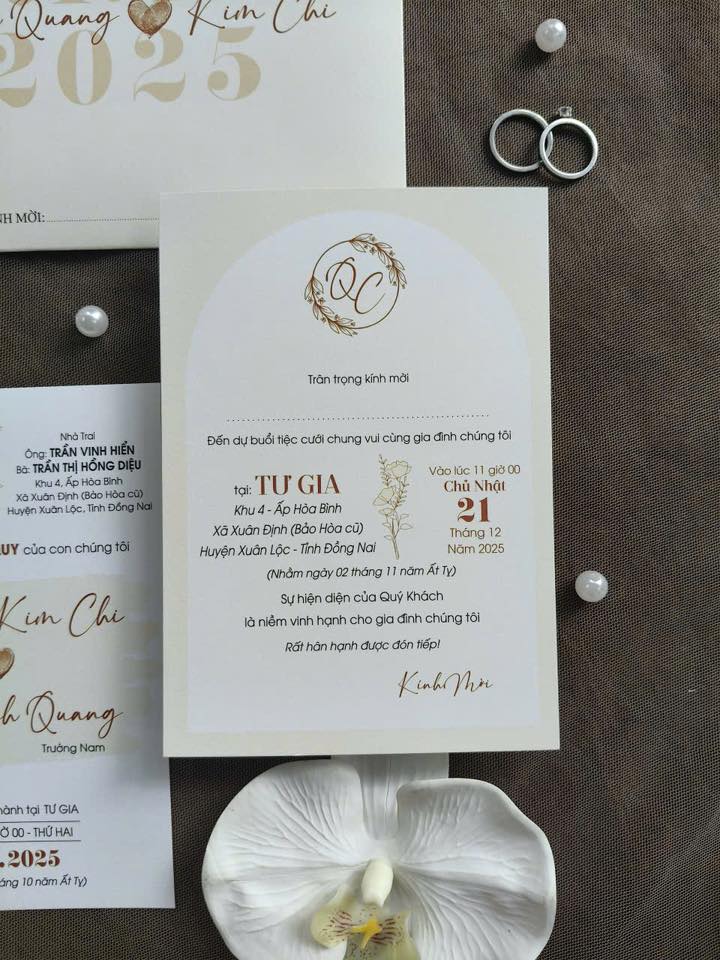 Quang Kim Chi
2025
MỜI:
QC
Trân trọng kính mời
Đến dự buổi tiệc cưới chung vui cùng gia đình chúng tôi
tại: TƯ GIA
Khu 4 - Ấp Hòa Bình
Xã Xuân Định (Bảo Hòa cũ)
Huyện Xuân Lộc - Tỉnh Đồng Nai
Vào lúc 11 giờ 00
Chủ Nhật
21
Tháng 12
Năm 2025
(Nhằm ngày 02 tháng 11 năm Ất Tỵ)
Sự hiện diện của Quý Khách
là niềm vinh hạnh cho gia đình chúng tôi
Rất hân hạnh được đón tiếp!
Kính Mời
Nhà Trai
Ông: TRẦN VINH HIỂN
Bà: TRẦN THỊ HỒNG DIỆU
Khu 4, Ấp Hòa Bình
Xã Xuân Định (Bảo Hòa cũ)
Huyện Xuân Lộc, Tỉnh Đồng Nai
của con chúng tôi
Kim Chi
Quang
Trưởng Nam
tại TƯ GIA
00 - THỨ HAI
.2025
10 năm Ất Tỵ)